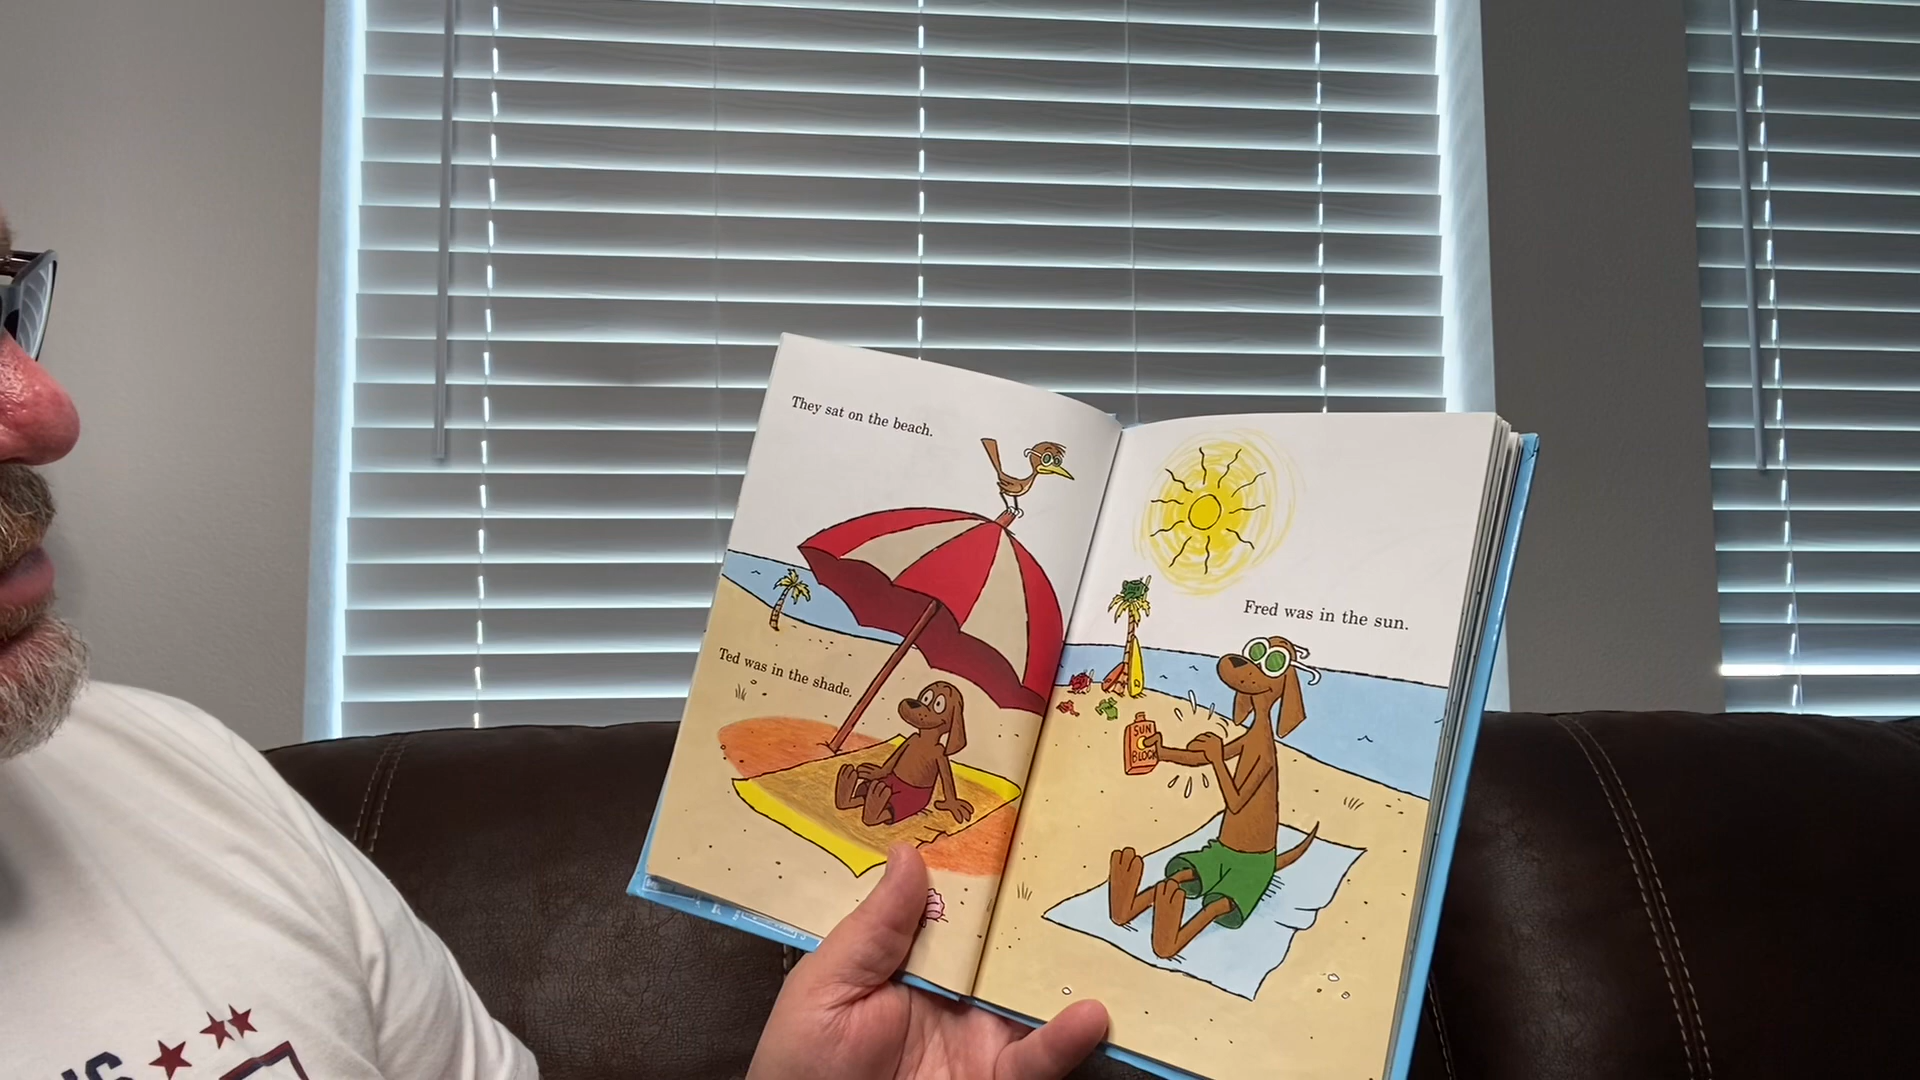 They sat on the beach.
Ted was in the shade.
Fred was in the sun.
SUN
BLOCK